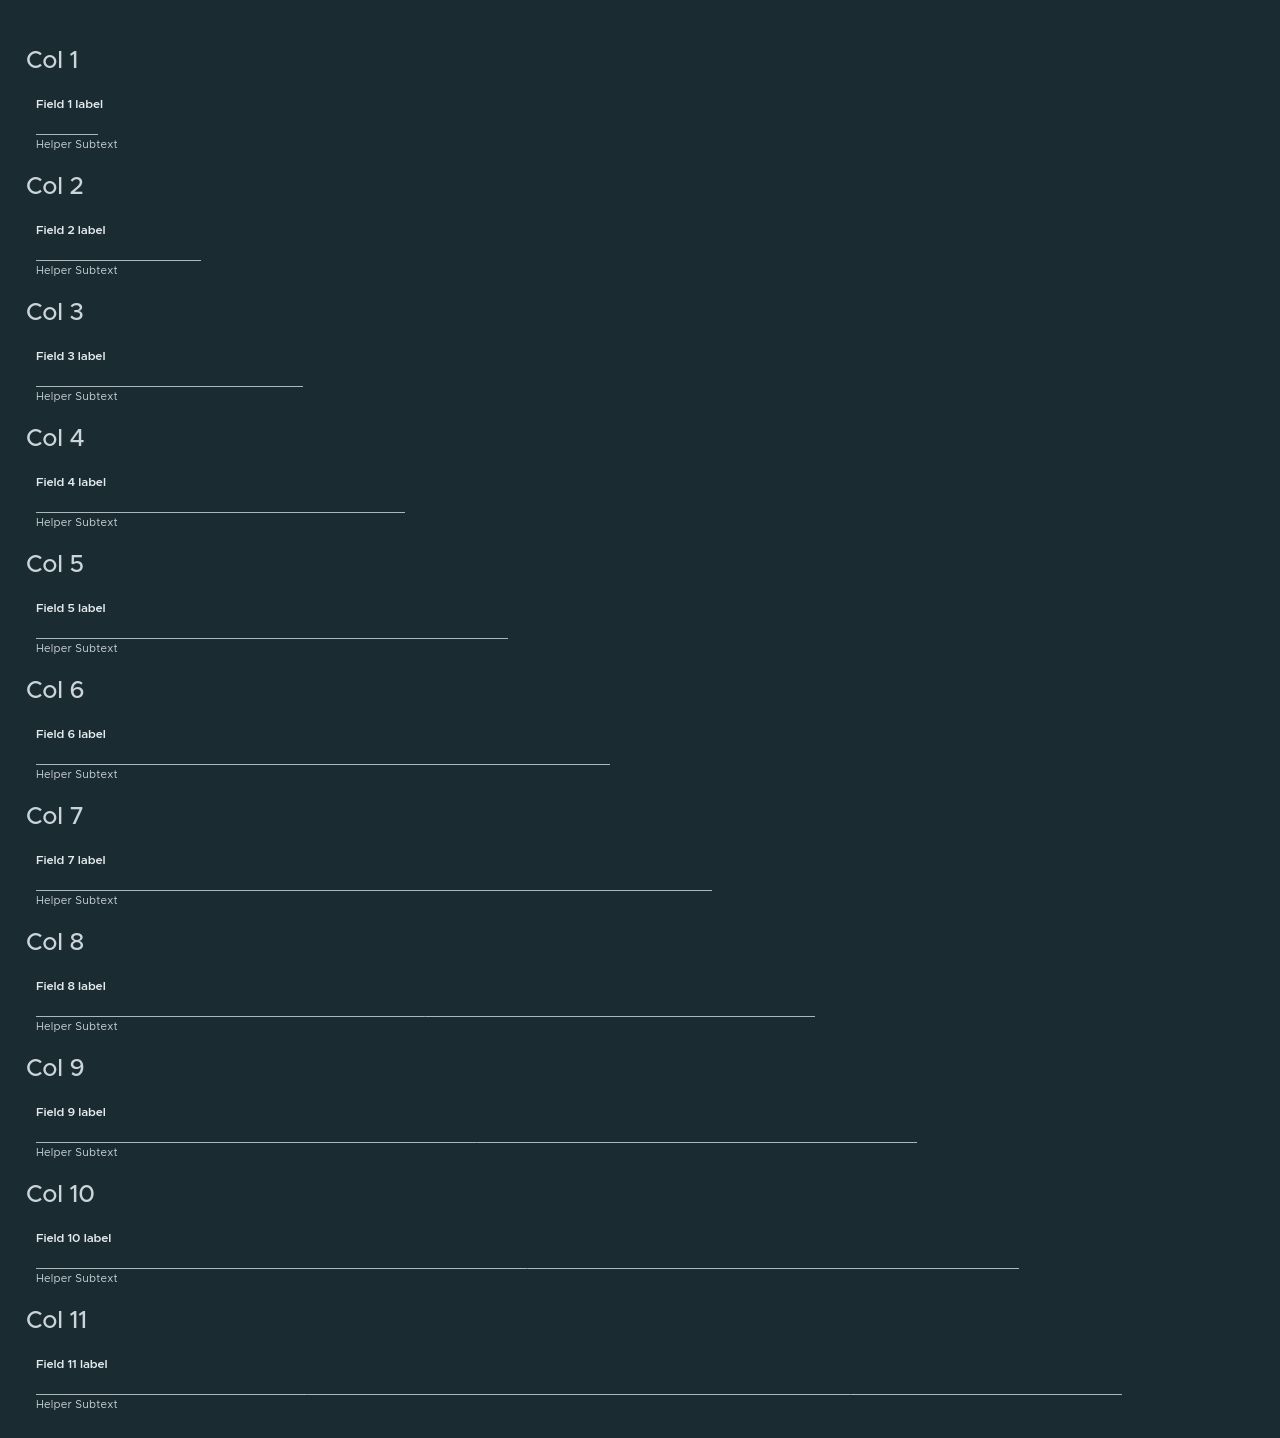 Col 1
Field 1 label
Helper Subtext
Col 2
Field 2 label
Helper Subtext
Col 3
Field 3 label
Helper Subtext
Col 4
Field 4 label
Helper Subtext
Col 5
Field 5 label
Helper Subtext
Col 6
Field 6 label
Helper Subtext
Col 7
Field 7 label
Helper Subtext
Col 8
Field 8 label
Helper Subtext
Col 9
Field 9 label
Helper Subtext
Col 10
Field 10 label
Helper Subtext
Col 11
Field 11 label
Helper Subtext